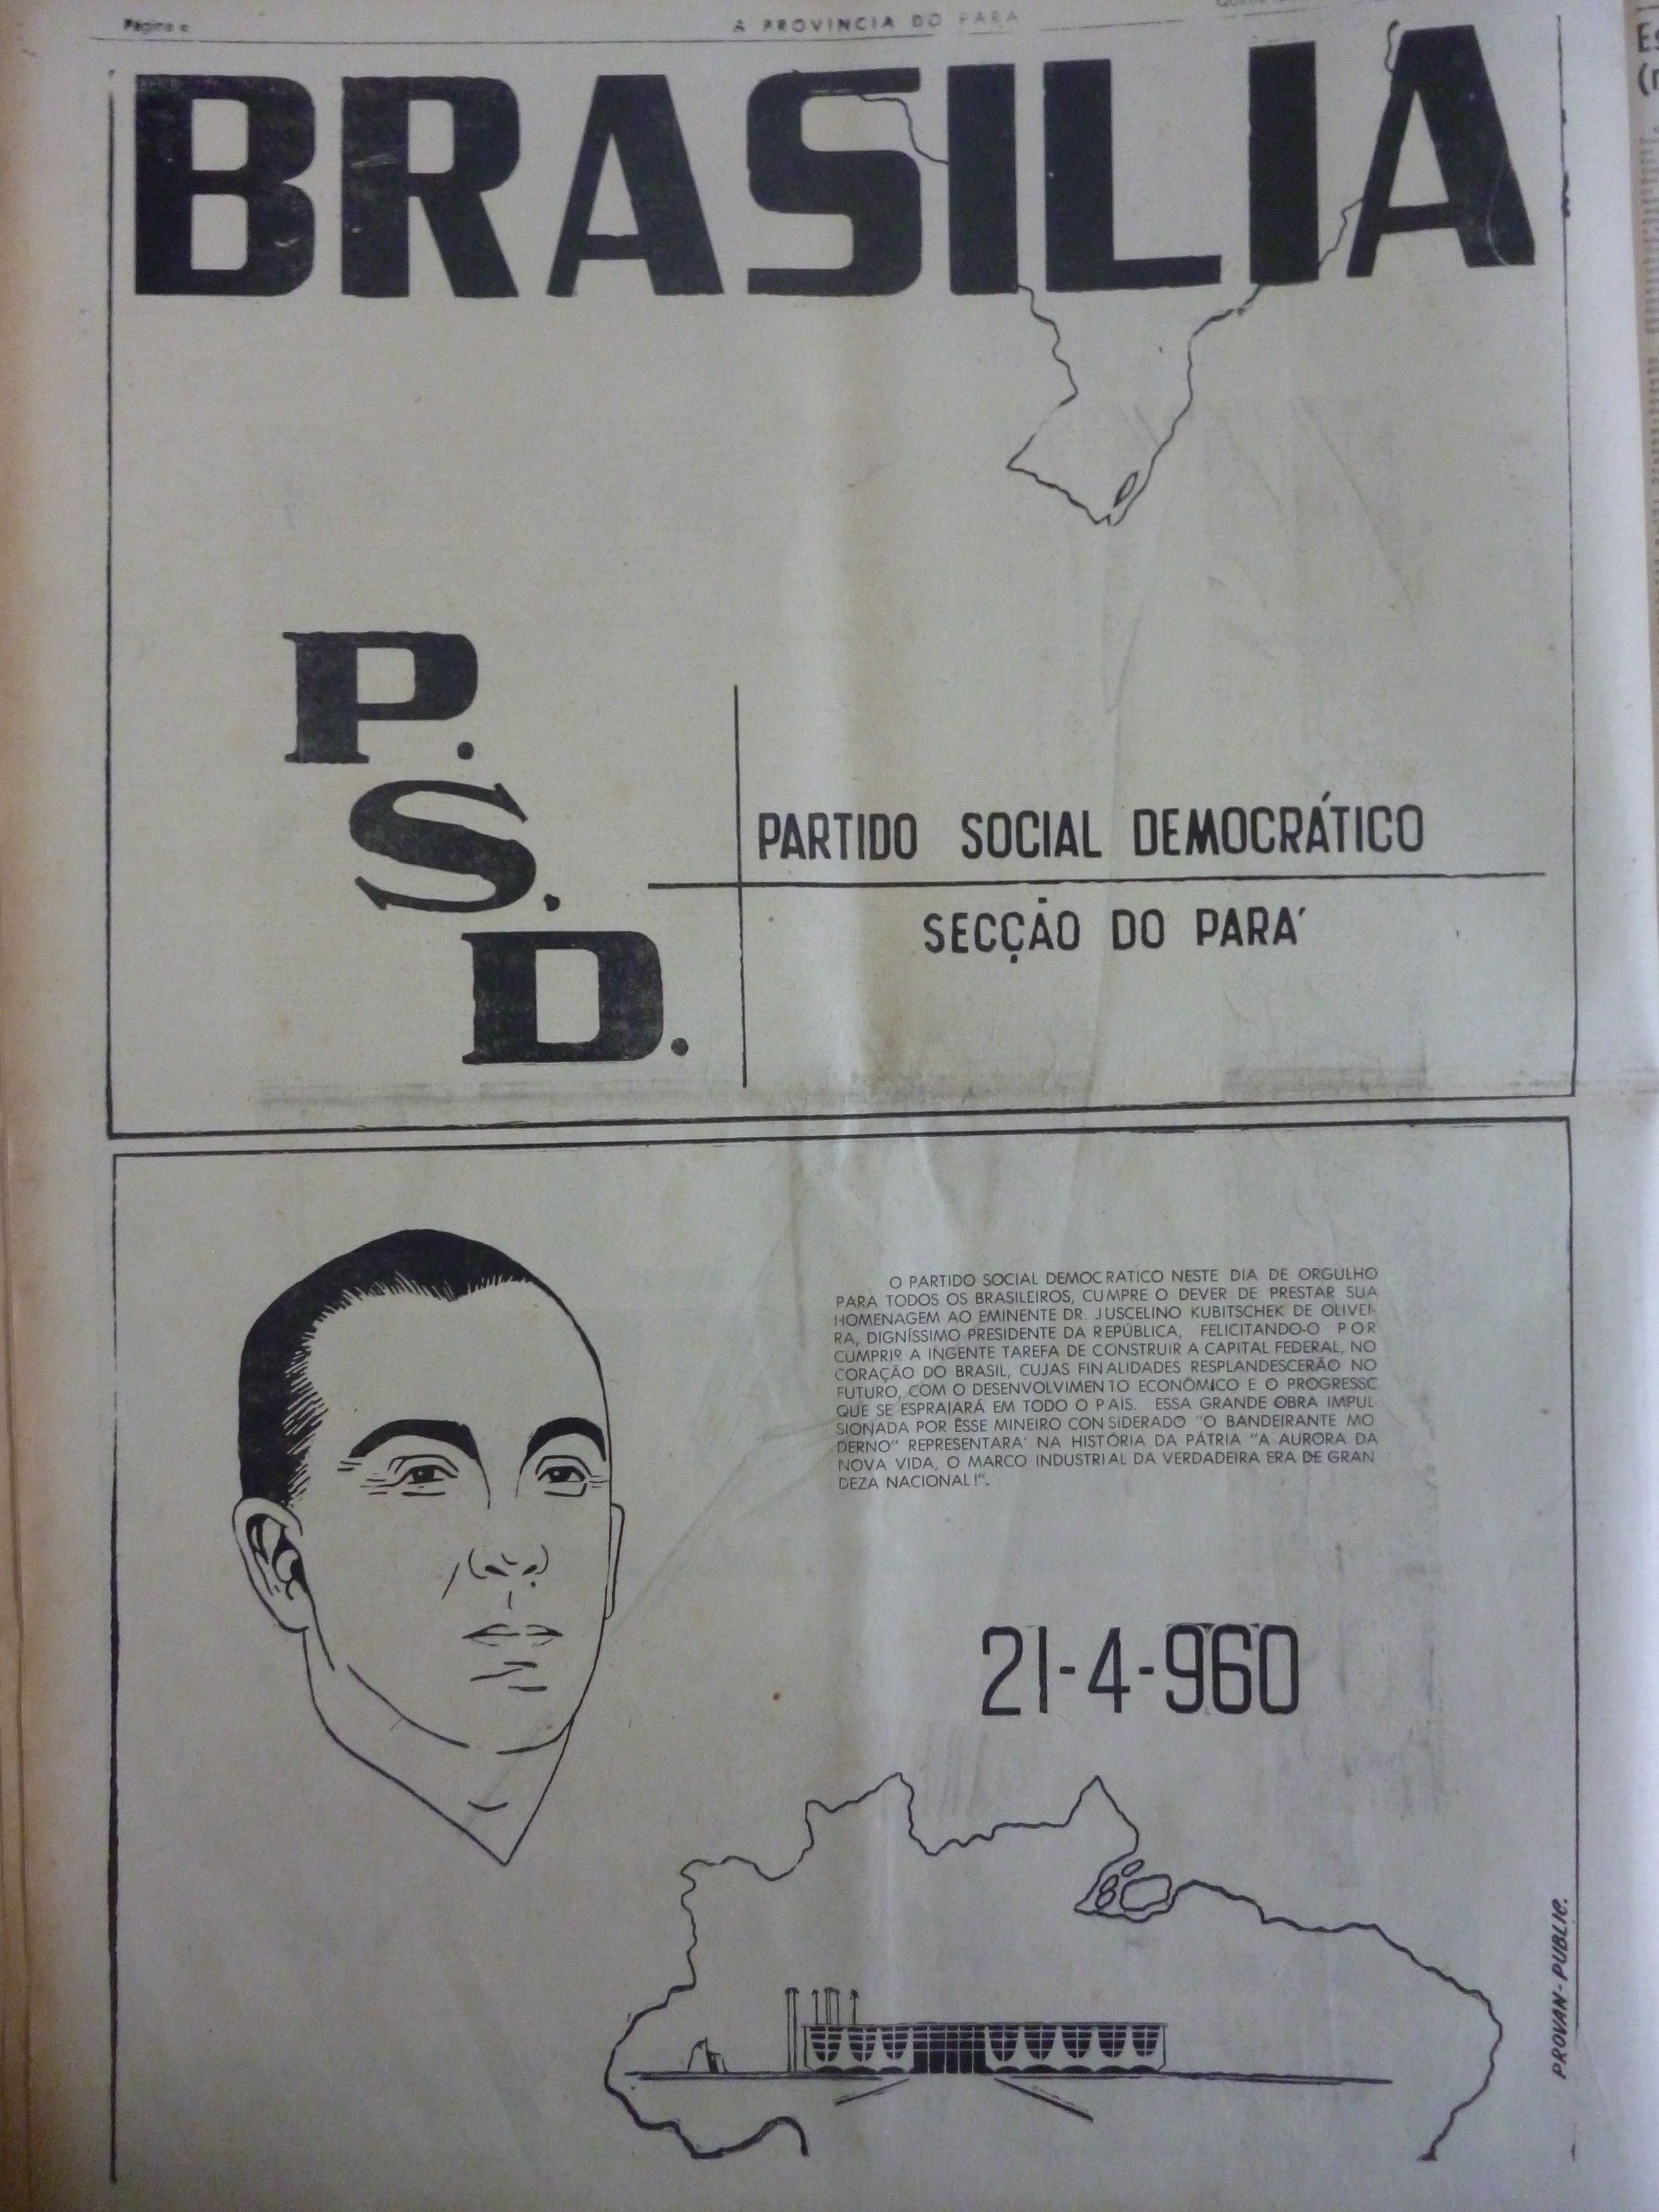 Página
A PROVINCIA DO PARÁ
BRASILIA
P.
S.
D.
PARTIDO SOCIAL DEMOCRÁTICO
SECÇÃO DO PARÁ
O PARTIDO SOCIAL DEMOCRATICO NESTE DIA DE ORGULHO
PARA TODOS OS BRASILEIROS, CUMPRE O DEVER DE PRESTAR SUA
HOMENAGEM AO EMINENTE DR. JUSCELINO KUBITSCHEK DE OLIVEI-
RA, DIGNÍSSIMO PRESIDENTE DA REPÚBLICA, FELICITANDO-O POR
CUMPRIR A INGENTE TAREFA DE CONSTRUIR A CAPITAL FEDERAL, NO
CORAÇÃO DO BRASIL, CUJAS FINALIDADES RESPLANDESCERÃO NO
FUTURO, COM O DESENVOLVIMENTO ECONÔMICO E O PROGRESSO
QUE SE ESPRAIARÁ EM TODO O PAIS. ESSA GRANDE OBRA IMPUL-
SIONADA POR ÊSSE MINEIRO CONSIDERADO "O BANDEIRANTE MO
DERNO" REPRESENTARA' NA HISTÓRIA DA PÁTRIA "A AURORA DA
NOVA VIDA, O MARCO INDUSTRIAL DA VERDADEIRA ERA DE GRAN
DEZA NACIONAL!".
21-4-960
PROVAN-PUBLIC.